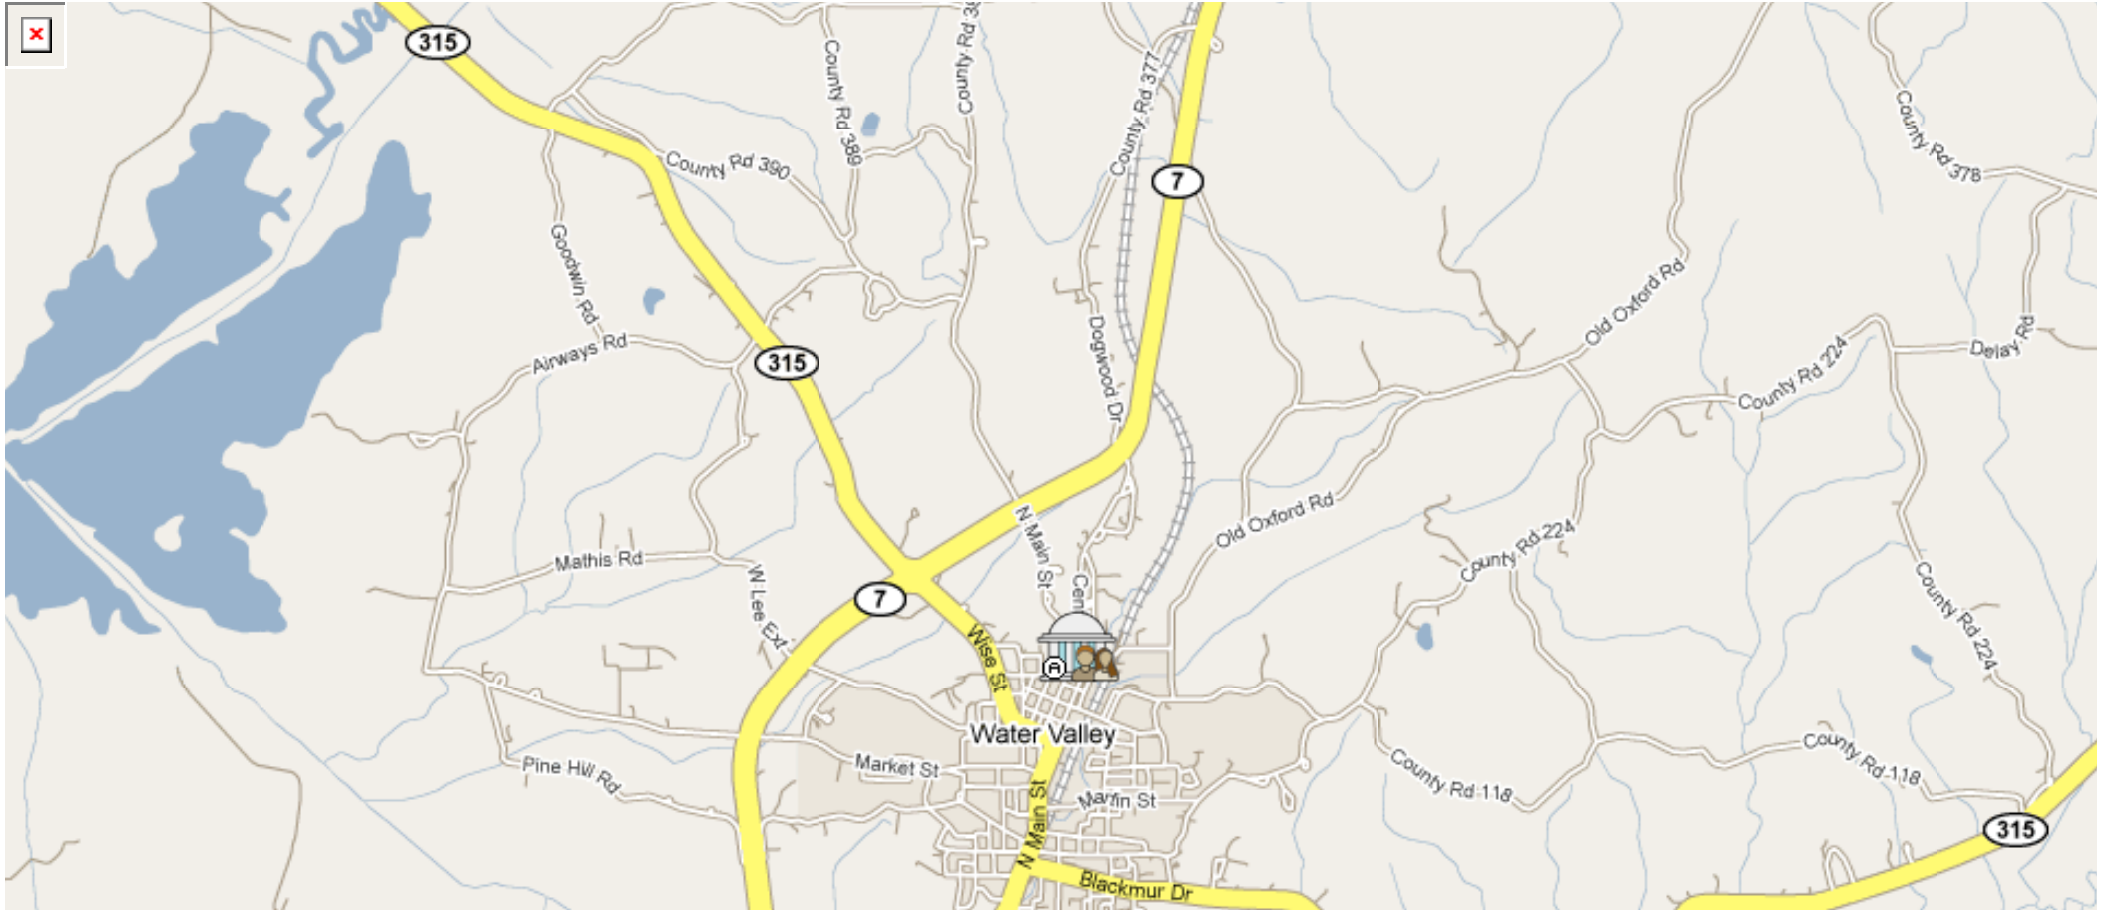 315
County Rd 389
County Rd
County Rd 377
County Rd 378
County Rd 390
7
Goodwin Rd
Old Oxford Rd
Airways Rd
315
Dogwood Dr
County Rd 224
Delay Rd
N Main St
Old Oxford Rd
County Rd 224
Mathis Rd
W Lee Ext
7
Cen
County Rd 224
Wise St
A
Water Valley
Market St
Pine Hill Rd
County Rd 118
County Rd 118
Martin St
N Main St
315
Blackmur Dr